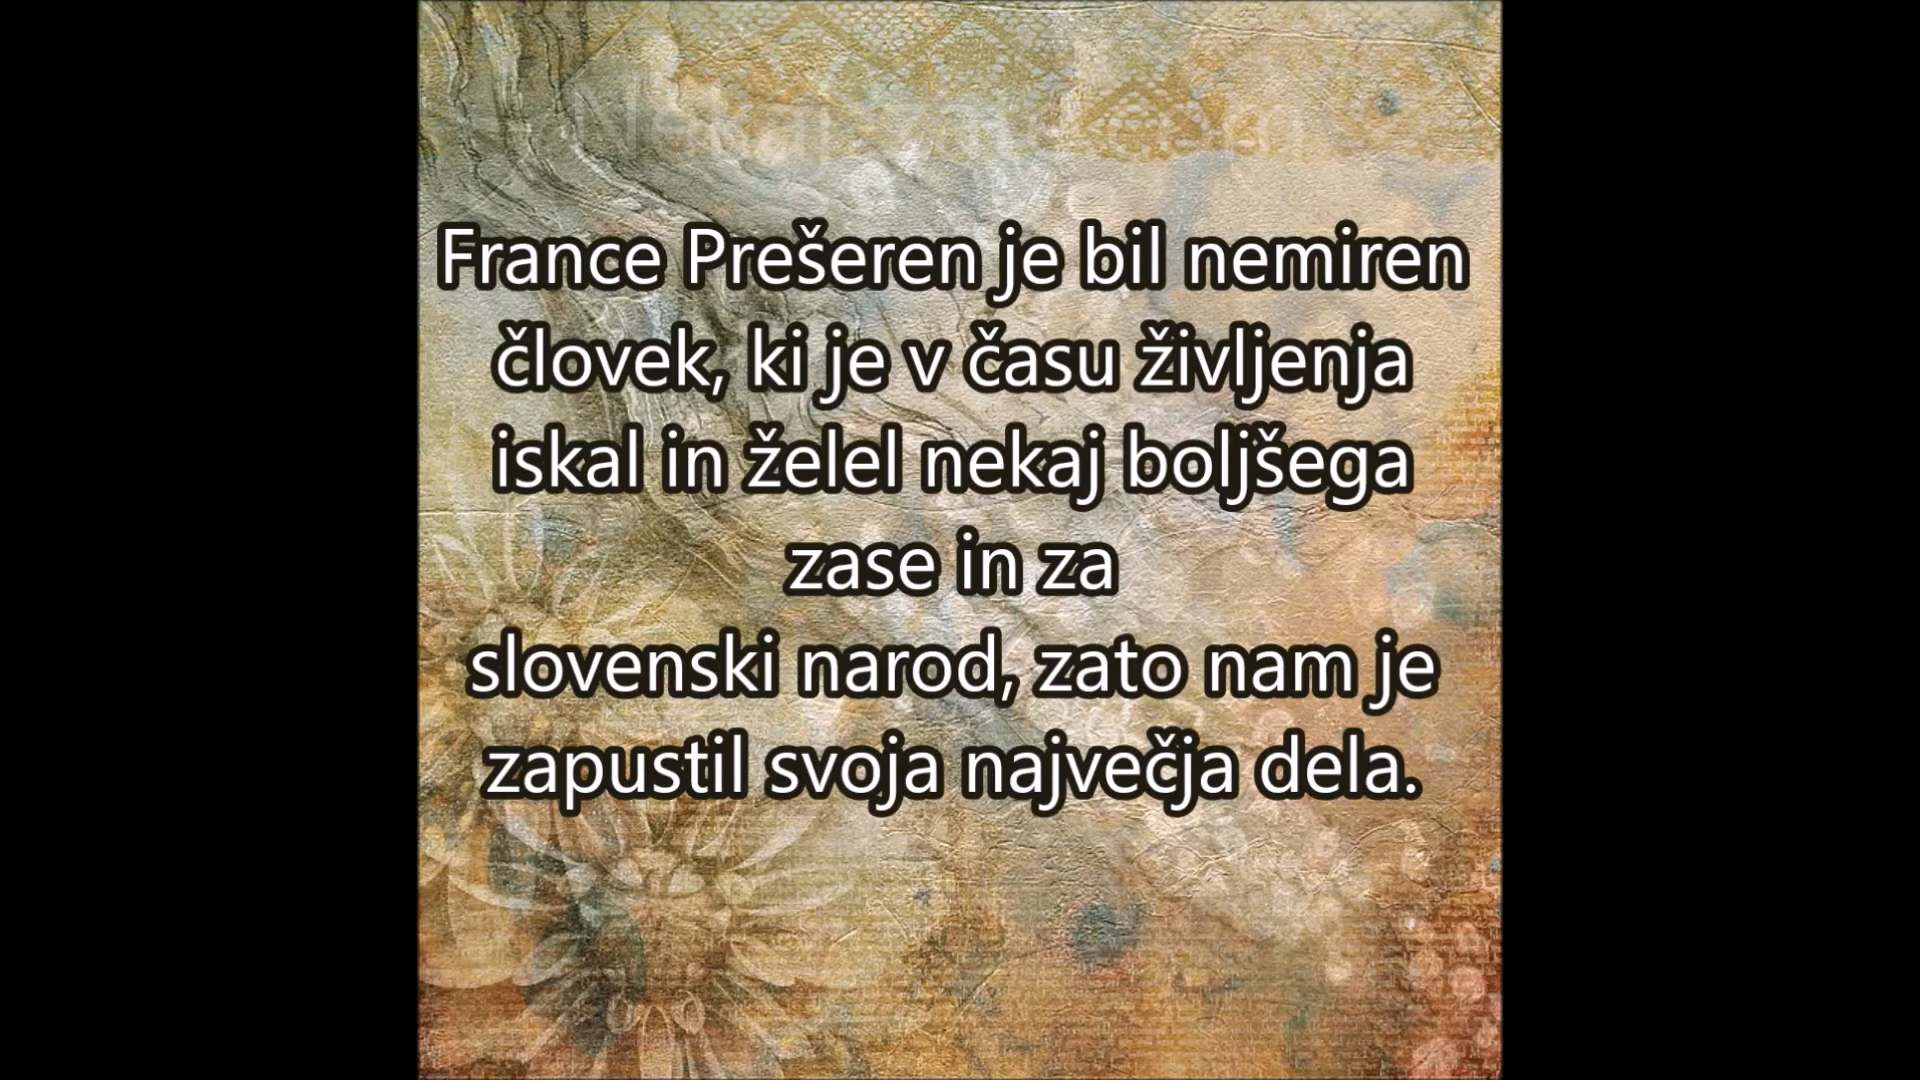 France Prešeren je bil nemiren
človek, ki je v času življenja
iskal in želel nekaj boljšega
zase in za
slovenski narod, zato nam je
zapustil svoja največja dela.